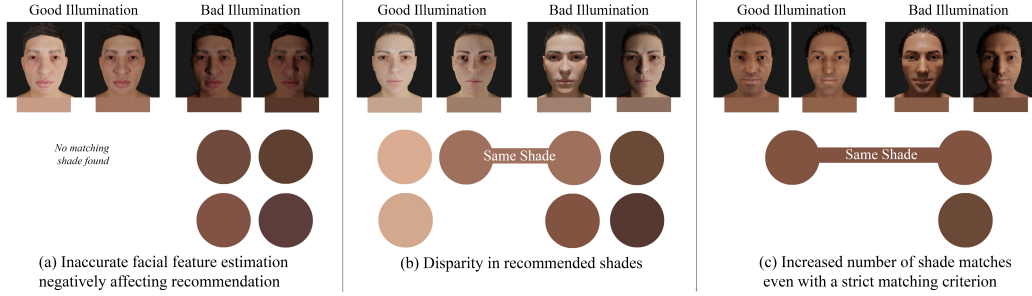 Good Illumination
Bad Illumination
No matching
shade found
(a) Inaccurate facial feature estimation
negatively affecting recommendation
Good Illumination
Bad Illumination
Same Shade
(b) Disparity in recommended shades
Good Illumination
Bad Illumination
Same Shade
(c) Increased number of shade matches
even with a strict matching criterion